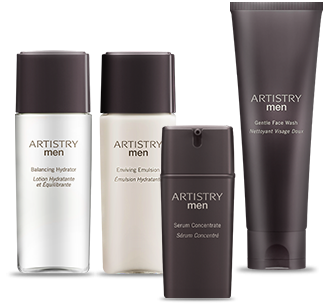 ARTISTRY
men
Balancing Hydrator
Lotion Hydratante
et Équilibrante
ARTISTRY
men
Enviving Emulsion
Émulsion Hydratante
ARTISTRY
men
Serum Concentrate
Sérum Concentré
ARTISTRY
men
Gentle Face Wash
Nettoyant Visage Doux